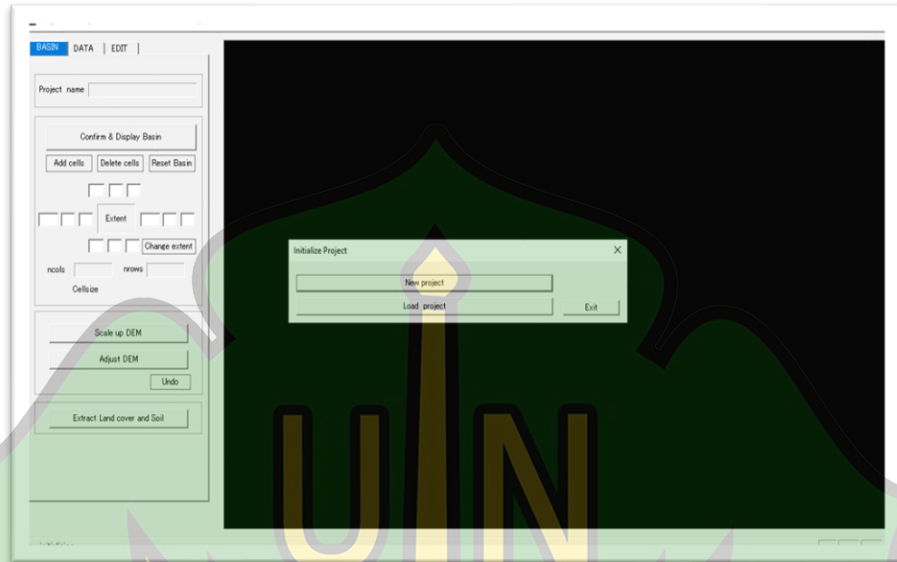 BASIN DATA EDIT
Project name
Confirm & Display Basin
Add cells Delete cells Reset Basin
Extent
Change extent
ncols nrows
Cellsize
Scale up DEM
Adjust DEM
Undo
Extract Land cover and Soil
Initialize Project
New project
Load project Exit
UIN